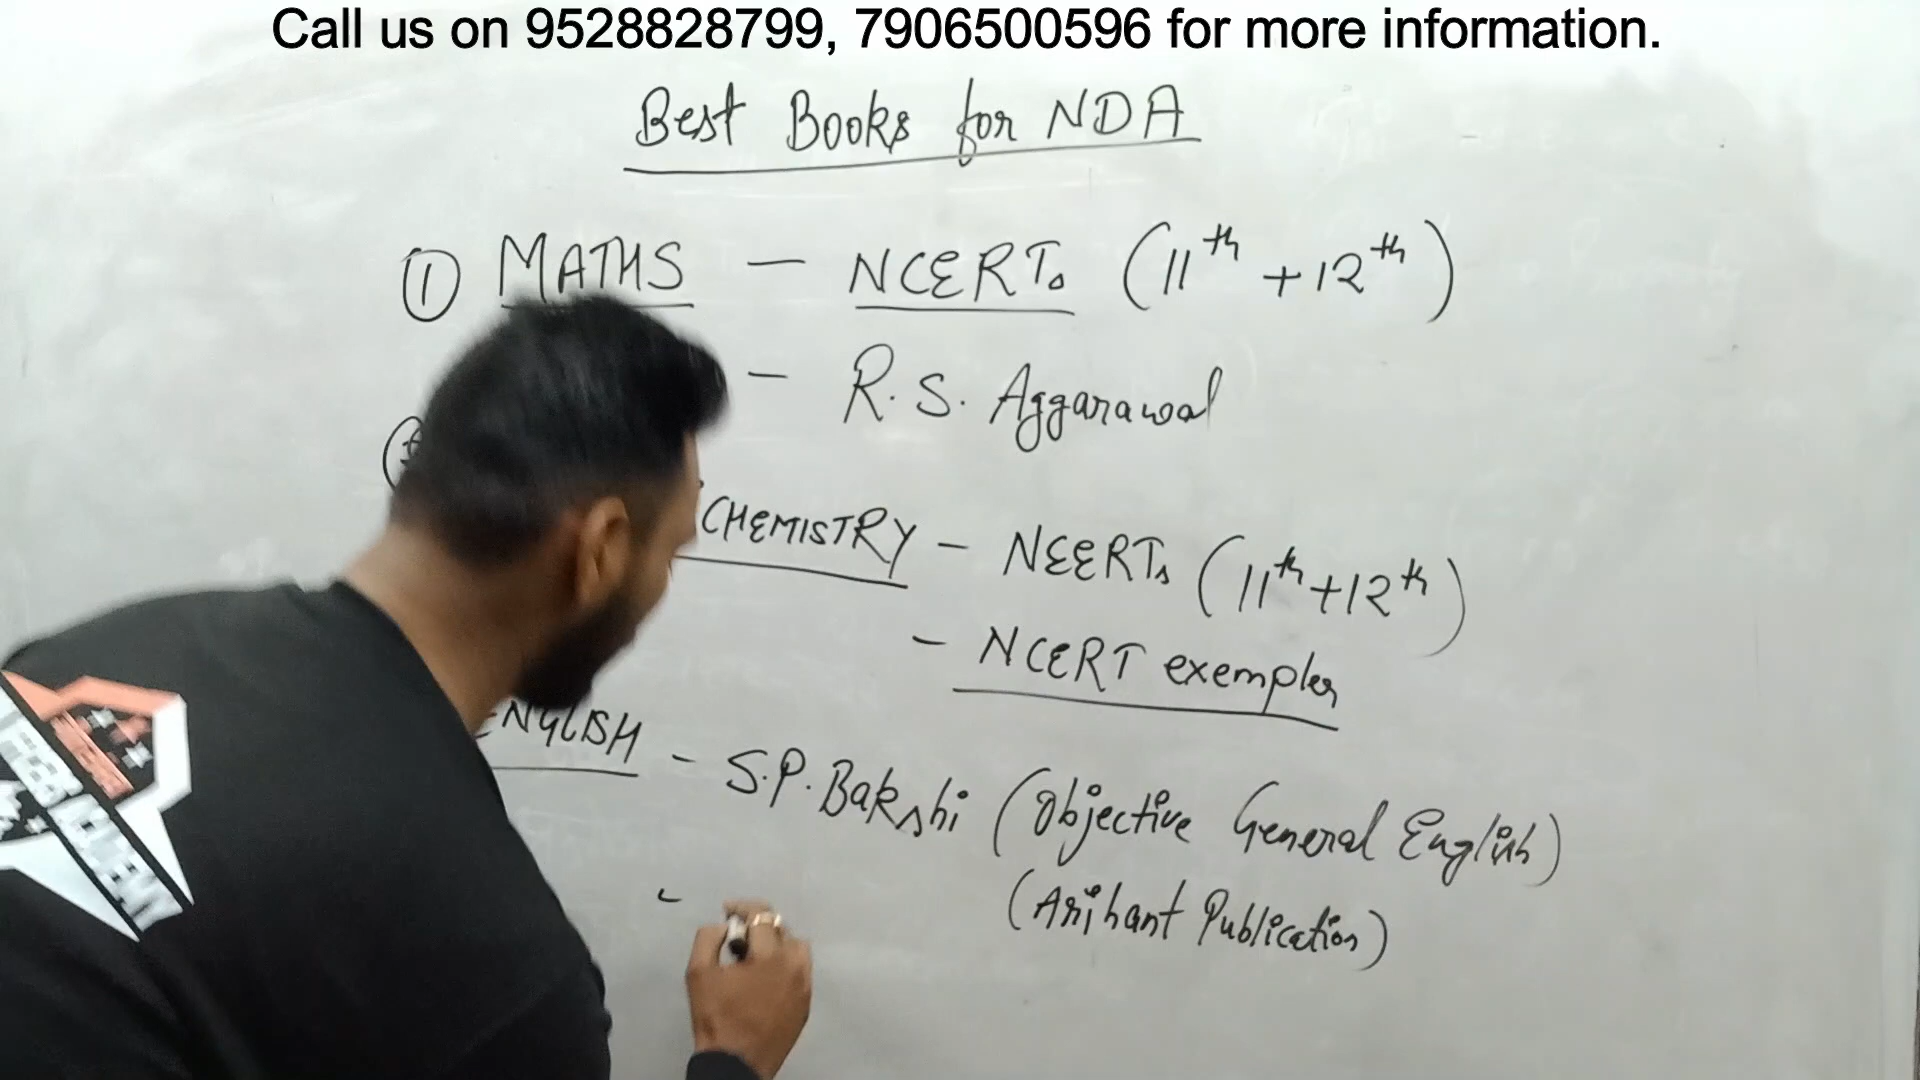 Call us on 9528828799, 7906500596 for more information.
Best Books for NDA
① MATHS – NCERTs (11th + 12th)
– R.S. Aggarawal
CHEMISTRY – NCERTs (11th + 12th)
– NCERT exempler
ENGLISH – S.P. Bakshi (Objective General English)
– (Arihant Publication)